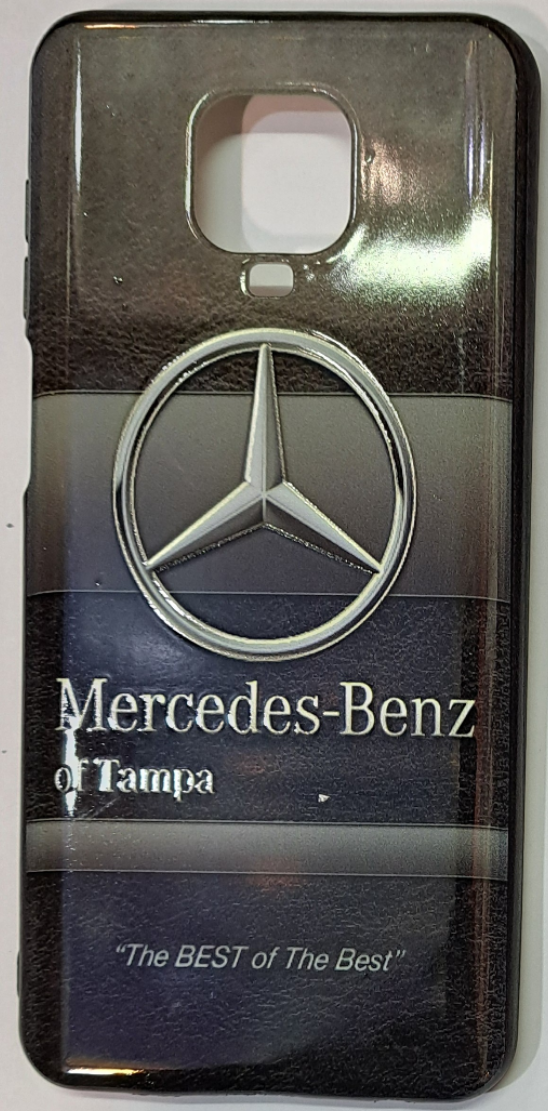 Mercedes-Benz
of Tampa
“The BEST of The Best”